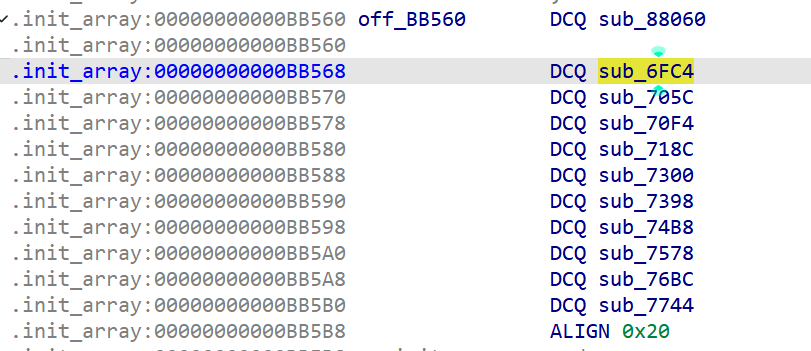 .init_array:00000000000BB560 off_BB560 DCQ sub_88060
.init_array:00000000000BB560
.init_array:00000000000BB568 DCQ sub_6FC4
.init_array:00000000000BB570 DCQ sub_705C
.init_array:00000000000BB578 DCQ sub_70F4
.init_array:00000000000BB580 DCQ sub_718C
.init_array:00000000000BB588 DCQ sub_7300
.init_array:00000000000BB590 DCQ sub_7398
.init_array:00000000000BB598 DCQ sub_74B8
.init_array:00000000000BB5A0 DCQ sub_7578
.init_array:00000000000BB5A8 DCQ sub_76BC
.init_array:00000000000BB5B0 DCQ sub_7744
.init_array:00000000000BB5B8 ALIGN 0x20